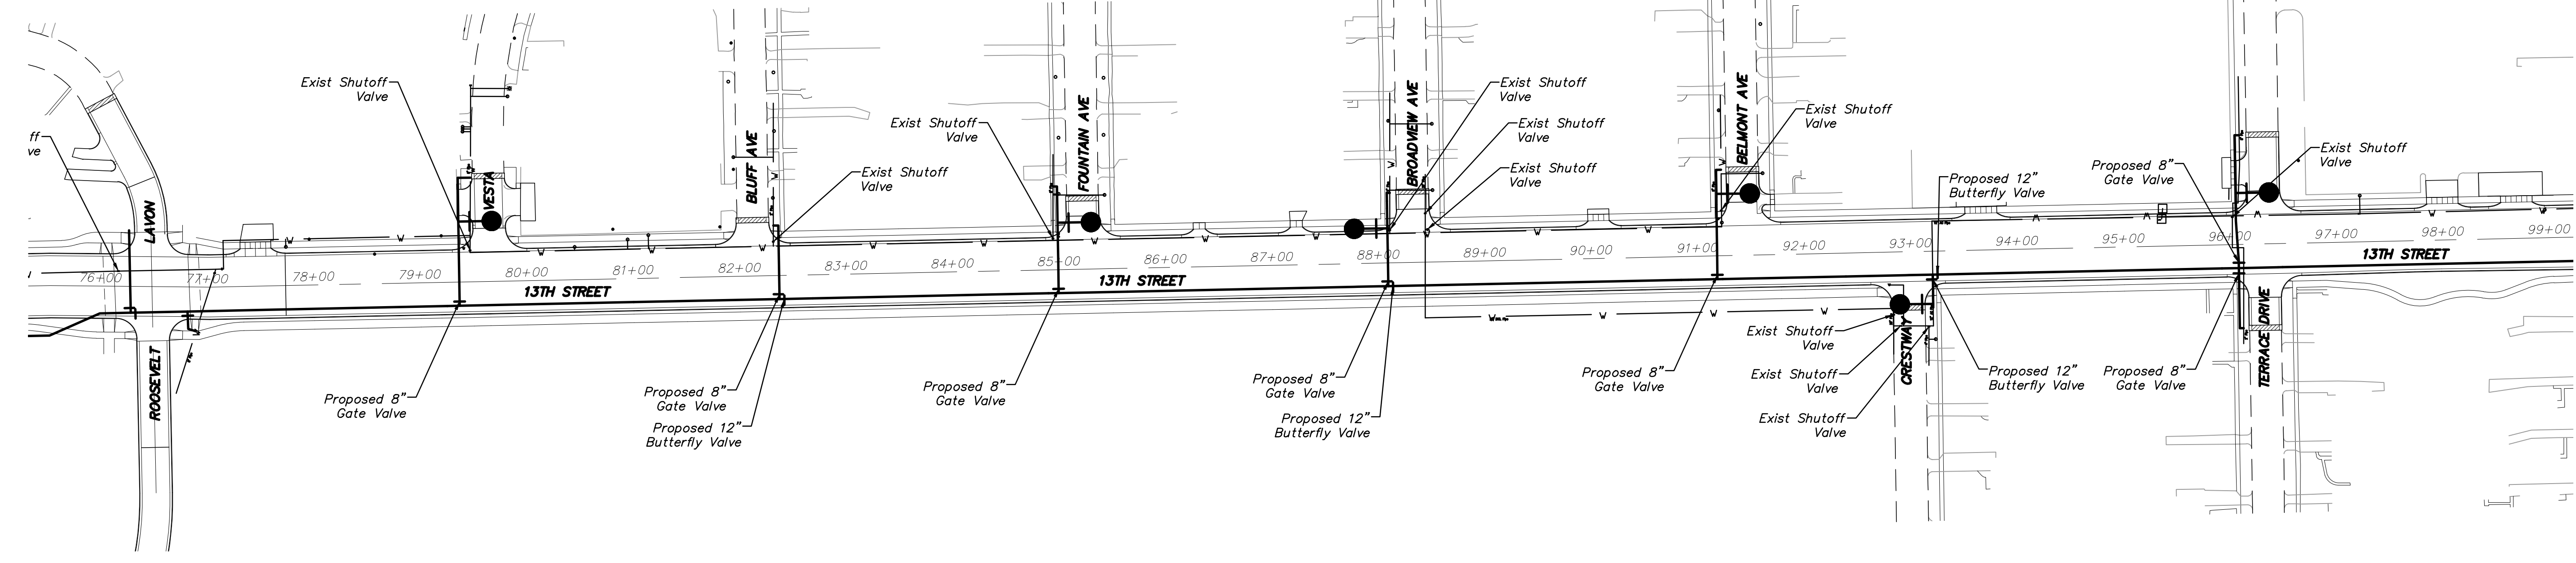 Exist Shutoff
Valve
ff
ve
LAVON
ROOSEVELT
VESTA
BLUFF AVE
Exist Shutoff
Valve
Exist Shutoff
Valve
FOUNTAIN AVE
BROADVIEW AVE
Exist Shutoff
Valve
Exist Shutoff
Valve
Exist Shutoff
Valve
BELMONT AVE
Exist Shutoff
Valve
Proposed 12"
Butterfly Valve
Proposed 8"
Gate Valve
Exist Shutoff
Valve
76+00
77+00
78+00
79+00
80+00
81+00
82+00
83+00
84+00
85+00
86+00
87+00
88+00
89+00
90+00
91+00
92+00
93+00
94+00
95+00
96+00
97+00
98+00
99+00
13TH STREET
13TH STREET
13TH STREET
Proposed 8"
Gate Valve
Proposed 8"
Gate Valve
Proposed 12"
Butterfly Valve
Proposed 8"
Gate Valve
Proposed 8"
Gate Valve
Proposed 12"
Butterfly Valve
Proposed 8"
Gate Valve
Exist Shutoff
Valve
Exist Shutoff
Valve
Exist Shutoff
Valve
CRESTWAY
Proposed 12"
Butterfly Valve
Proposed 8"
Gate Valve
TERRACE DRIVE